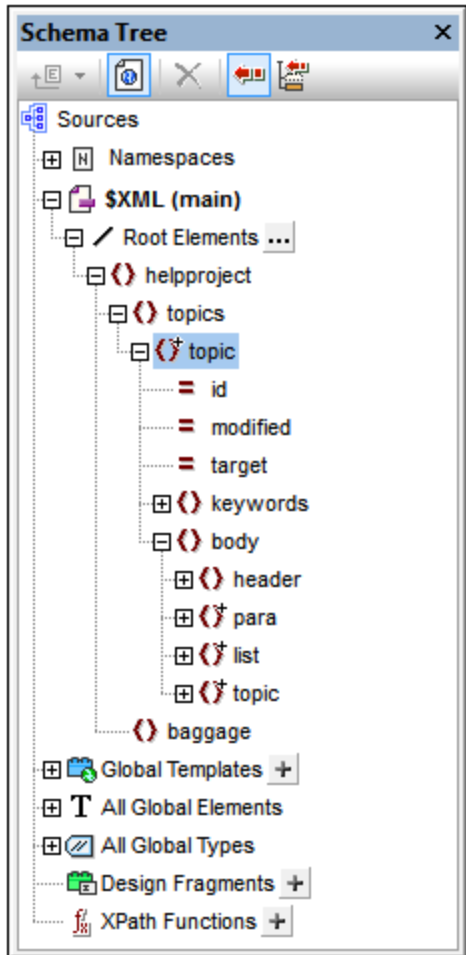 Schema Tree
Sources
Namespaces
$XML (main)
Root Elements ...
helpproject
topics
topic
id
modified
target
keywords
body
header
para
list
topic
baggage
Global Templates
All Global Elements
All Global Types
Design Fragments
XPath Functions